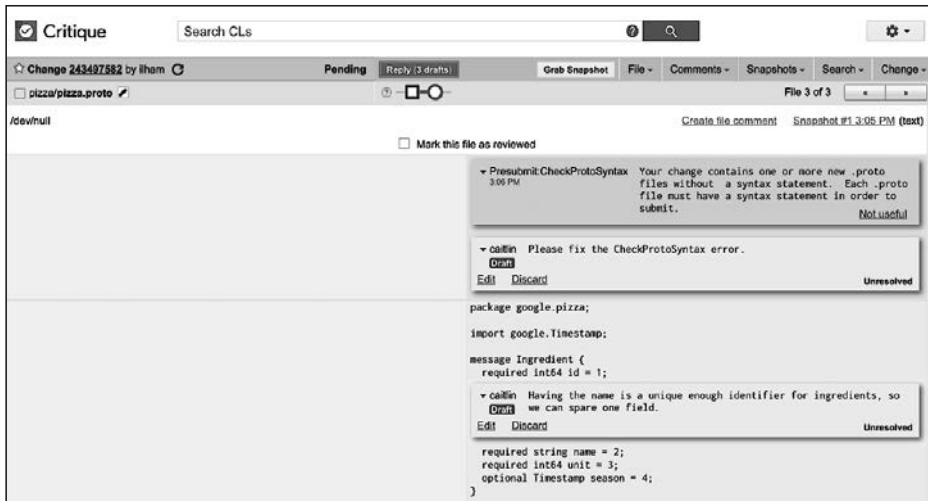 Critique
Search CLs
Change 243497582 by ilham Pending Reply (3 drafts) Grab Snapshot File Comments Snapshots Search Change
pizza/pizza.proto File 3 of 3
/dev/null Create file comment Snapshot #1 3:05 PM (text)
Mark this file as reviewed
Presubmit:CheckProtoSyntax Your change contains one or more new .proto
3:06 PM files without a syntax statement. Each .proto
file must have a syntax statement in order to
submit.
Not useful
caitlin Please fix the CheckProtoSyntax error.
Draft
Edit Discard Unresolved
package google.pizza;
import google.Timestamp;
message Ingredient {
required int64 id = 1;
caitlin Having the name is a unique enough identifier for ingredients, so
Draft we can spare one field.
Edit Discard Unresolved
required string name = 2;
required int64 unit = 3;
optional Timestamp season = 4;
}